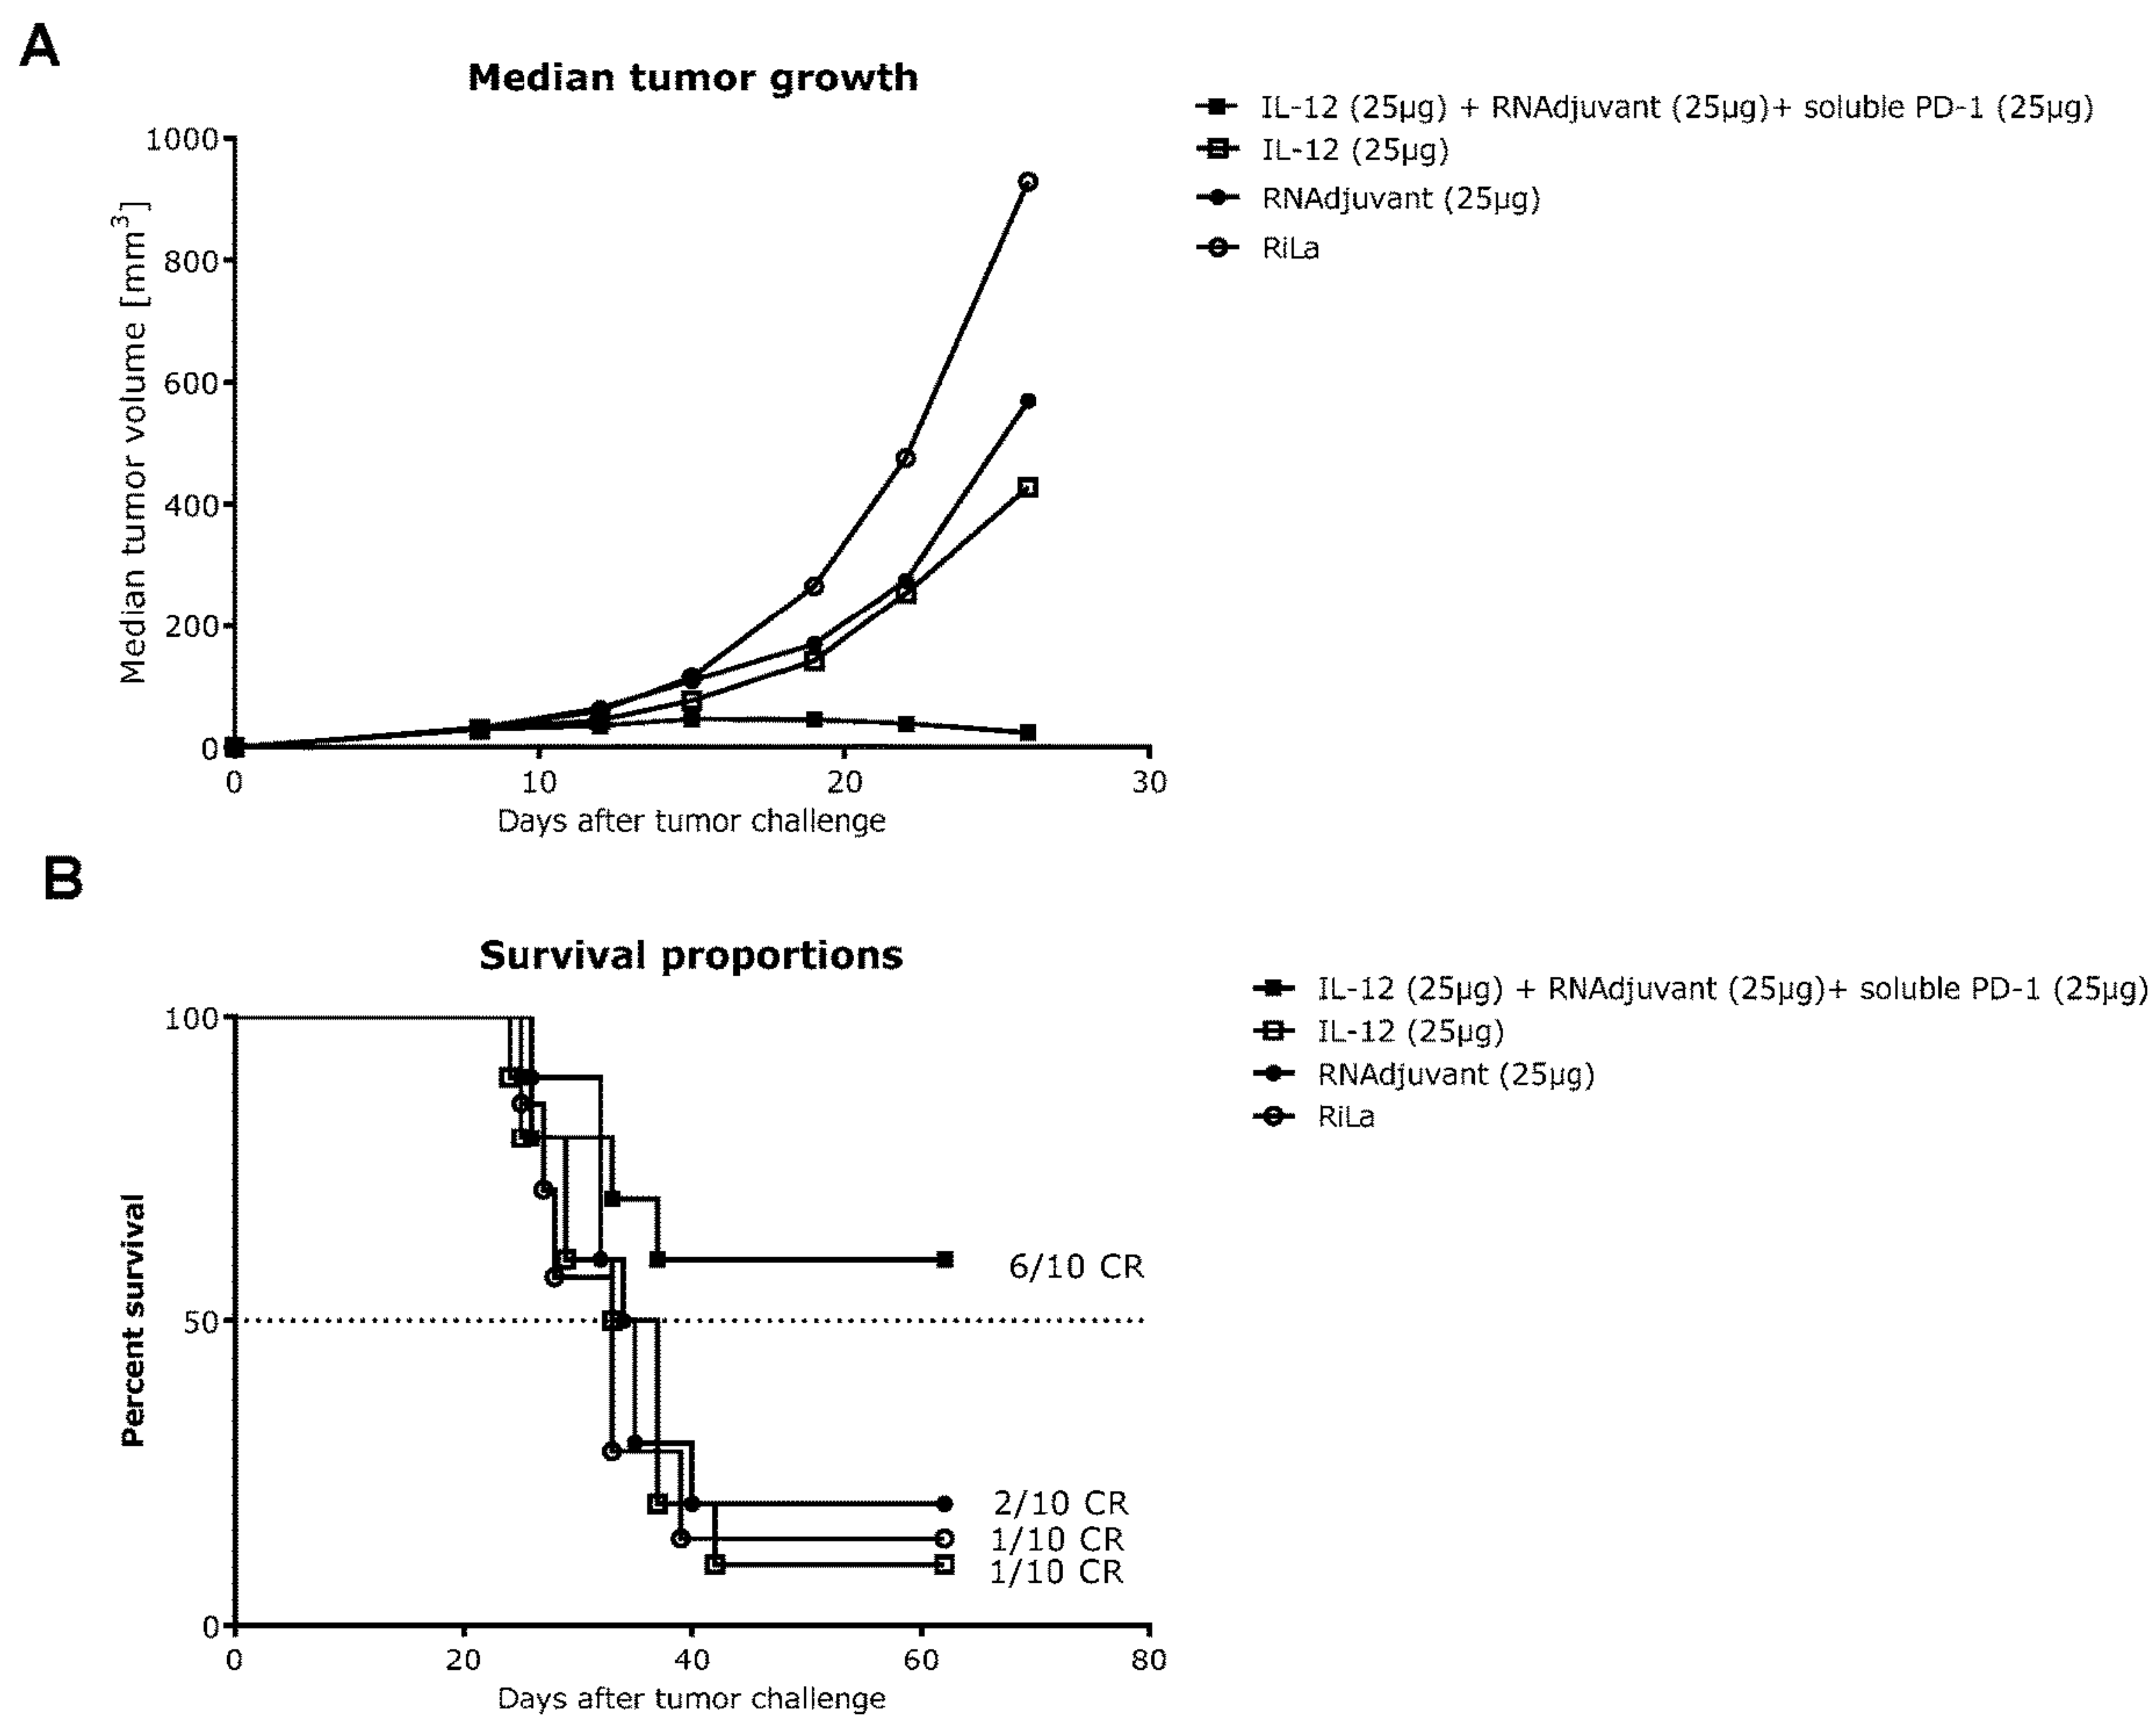 A
Median tumor growth
IL-12 (25µg) + RNAdjuvant (25µg)+ soluble PD-1 (25µg)
IL-12 (25µg)
RNAdjuvant (25µg)
RiLa
Median tumor volume [mm³]
1000
800
600
400
200
0
0 10 20 30
Days after tumor challenge
B
Survival proportions
IL-12 (25µg) + RNAdjuvant (25µg)+ soluble PD-1 (25µg)
IL-12 (25µg)
RNAdjuvant (25µg)
RiLa
Percent survival
100
50
0
6/10 CR
2/10 CR
1/10 CR
1/10 CR
0 20 40 60 80
Days after tumor challenge